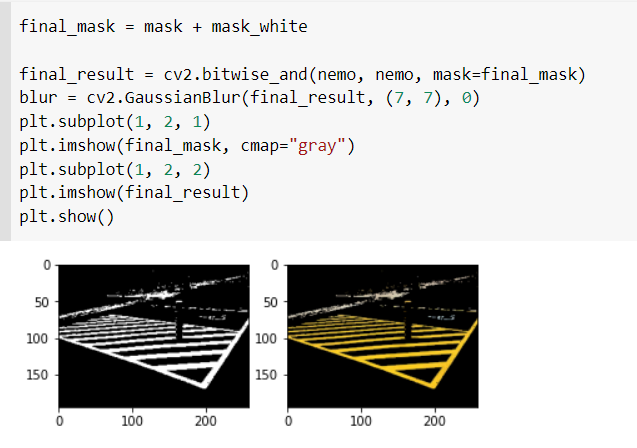 final_mask = mask + mask_white
final_result = cv2.bitwise_and(nemo, nemo, mask=final_mask)
blur = cv2.GaussianBlur(final_result, (7, 7), 0)
plt.subplot(1, 2, 1)
plt.imshow(final_mask, cmap="gray")
plt.subplot(1, 2, 2)
plt.imshow(final_result)
plt.show()
0
50
100
150
0 100 200
0
50
100
150
0 100 200